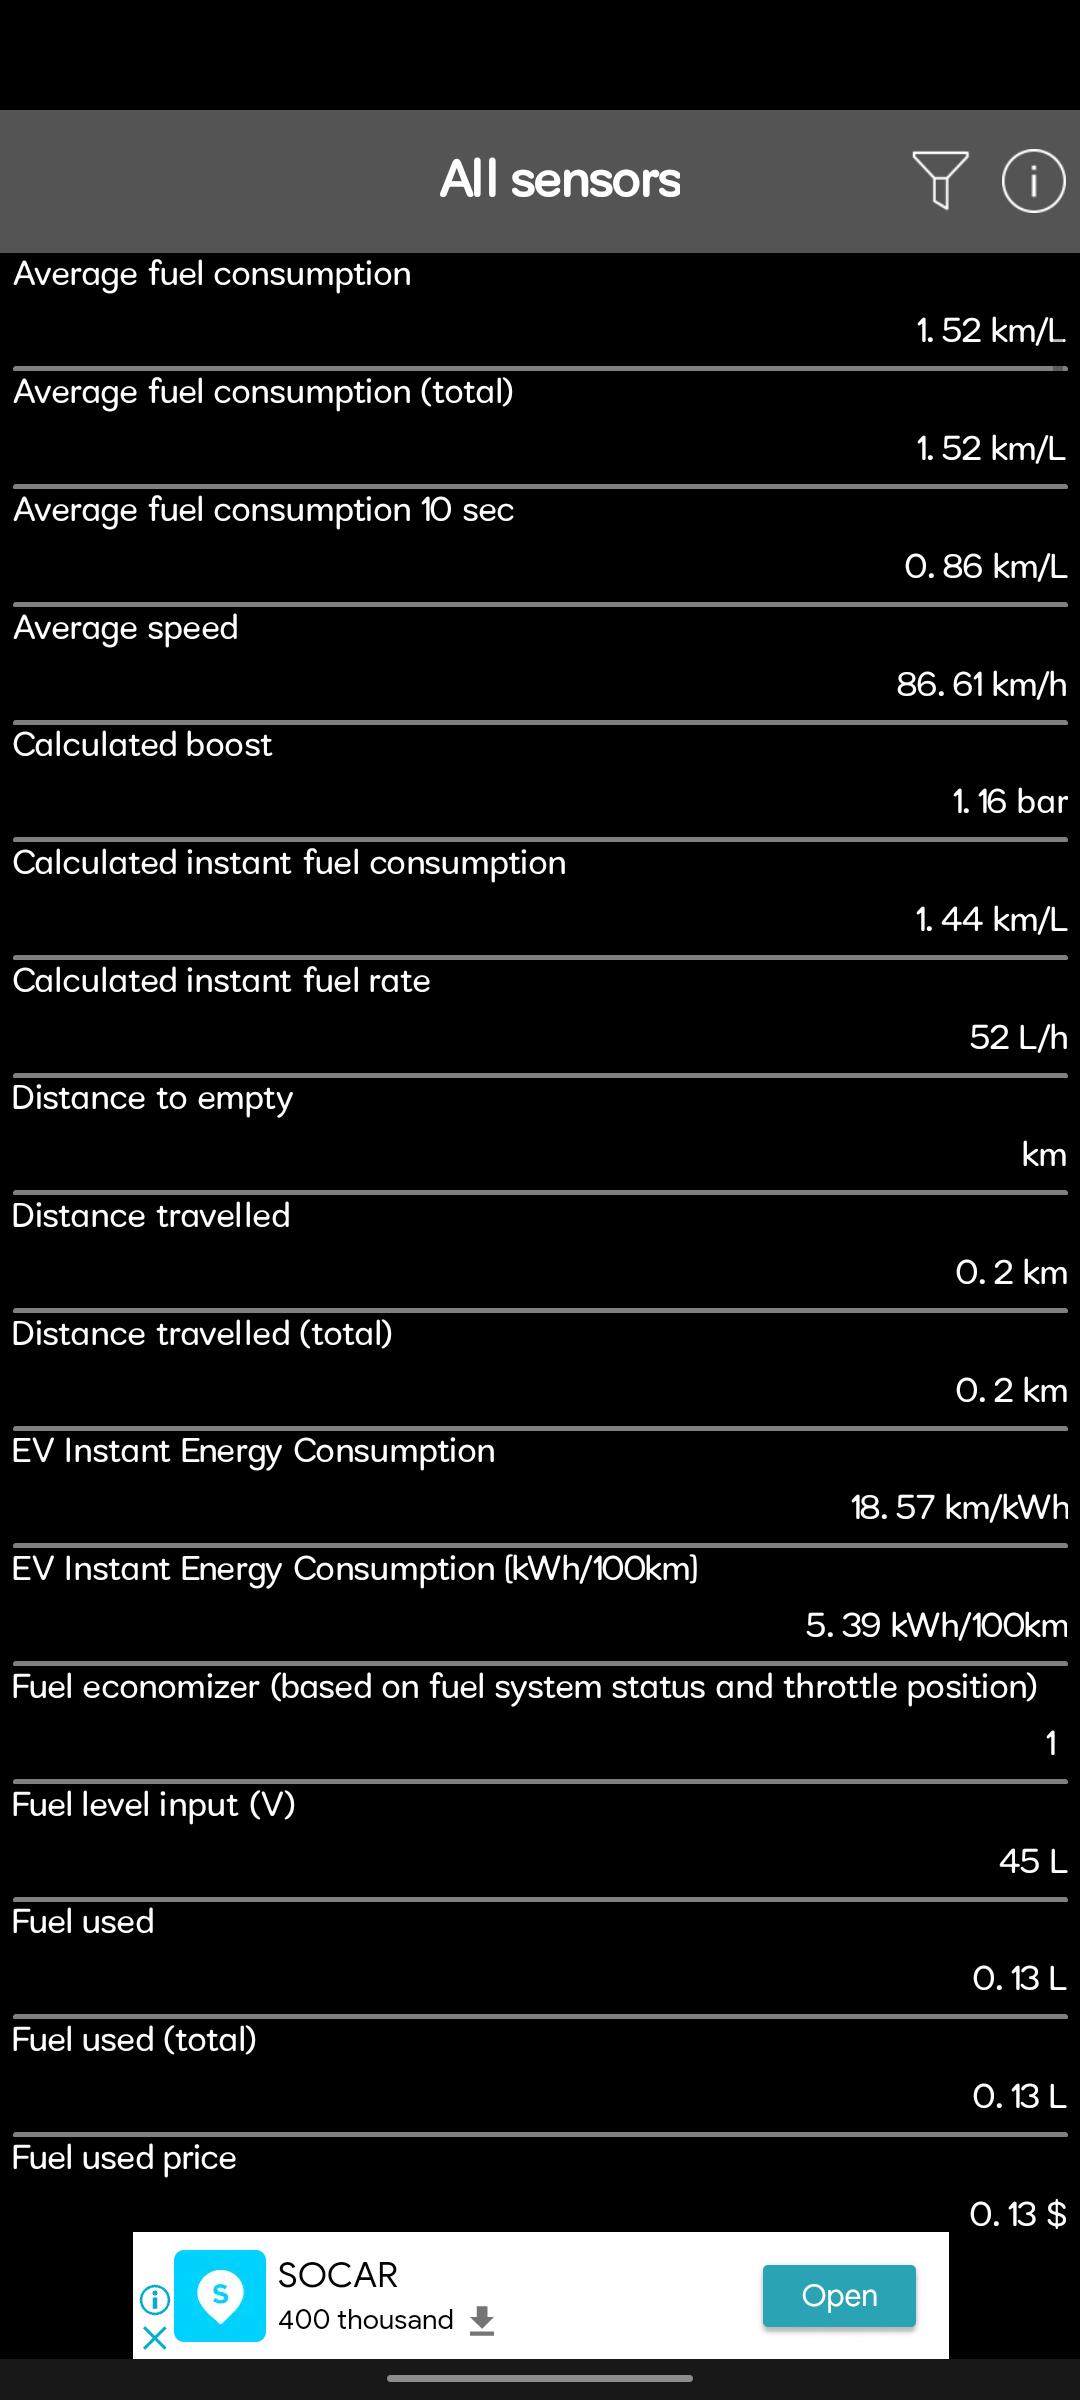 All sensors
Average fuel consumption
1. 52 km/L
Average fuel consumption (total)
1. 52 km/L
Average fuel consumption 10 sec
0. 86 km/L
Average speed
86. 61 km/h
Calculated boost
1. 16 bar
Calculated instant fuel consumption
1. 44 km/L
Calculated instant fuel rate
52 L/h
Distance to empty
km
Distance travelled
0. 2 km
Distance travelled (total)
0. 2 km
EV Instant Energy Consumption
18. 57 km/kWh
EV Instant Energy Consumption [kWh/100km]
5. 39 kWh/100km
Fuel economizer (based on fuel system status and throttle position)
1
Fuel level input (V)
45 L
Fuel used
0. 13 L
Fuel used (total)
0. 13 L
Fuel used price
0. 13 $
S
SOCAR
400 thousand
Open